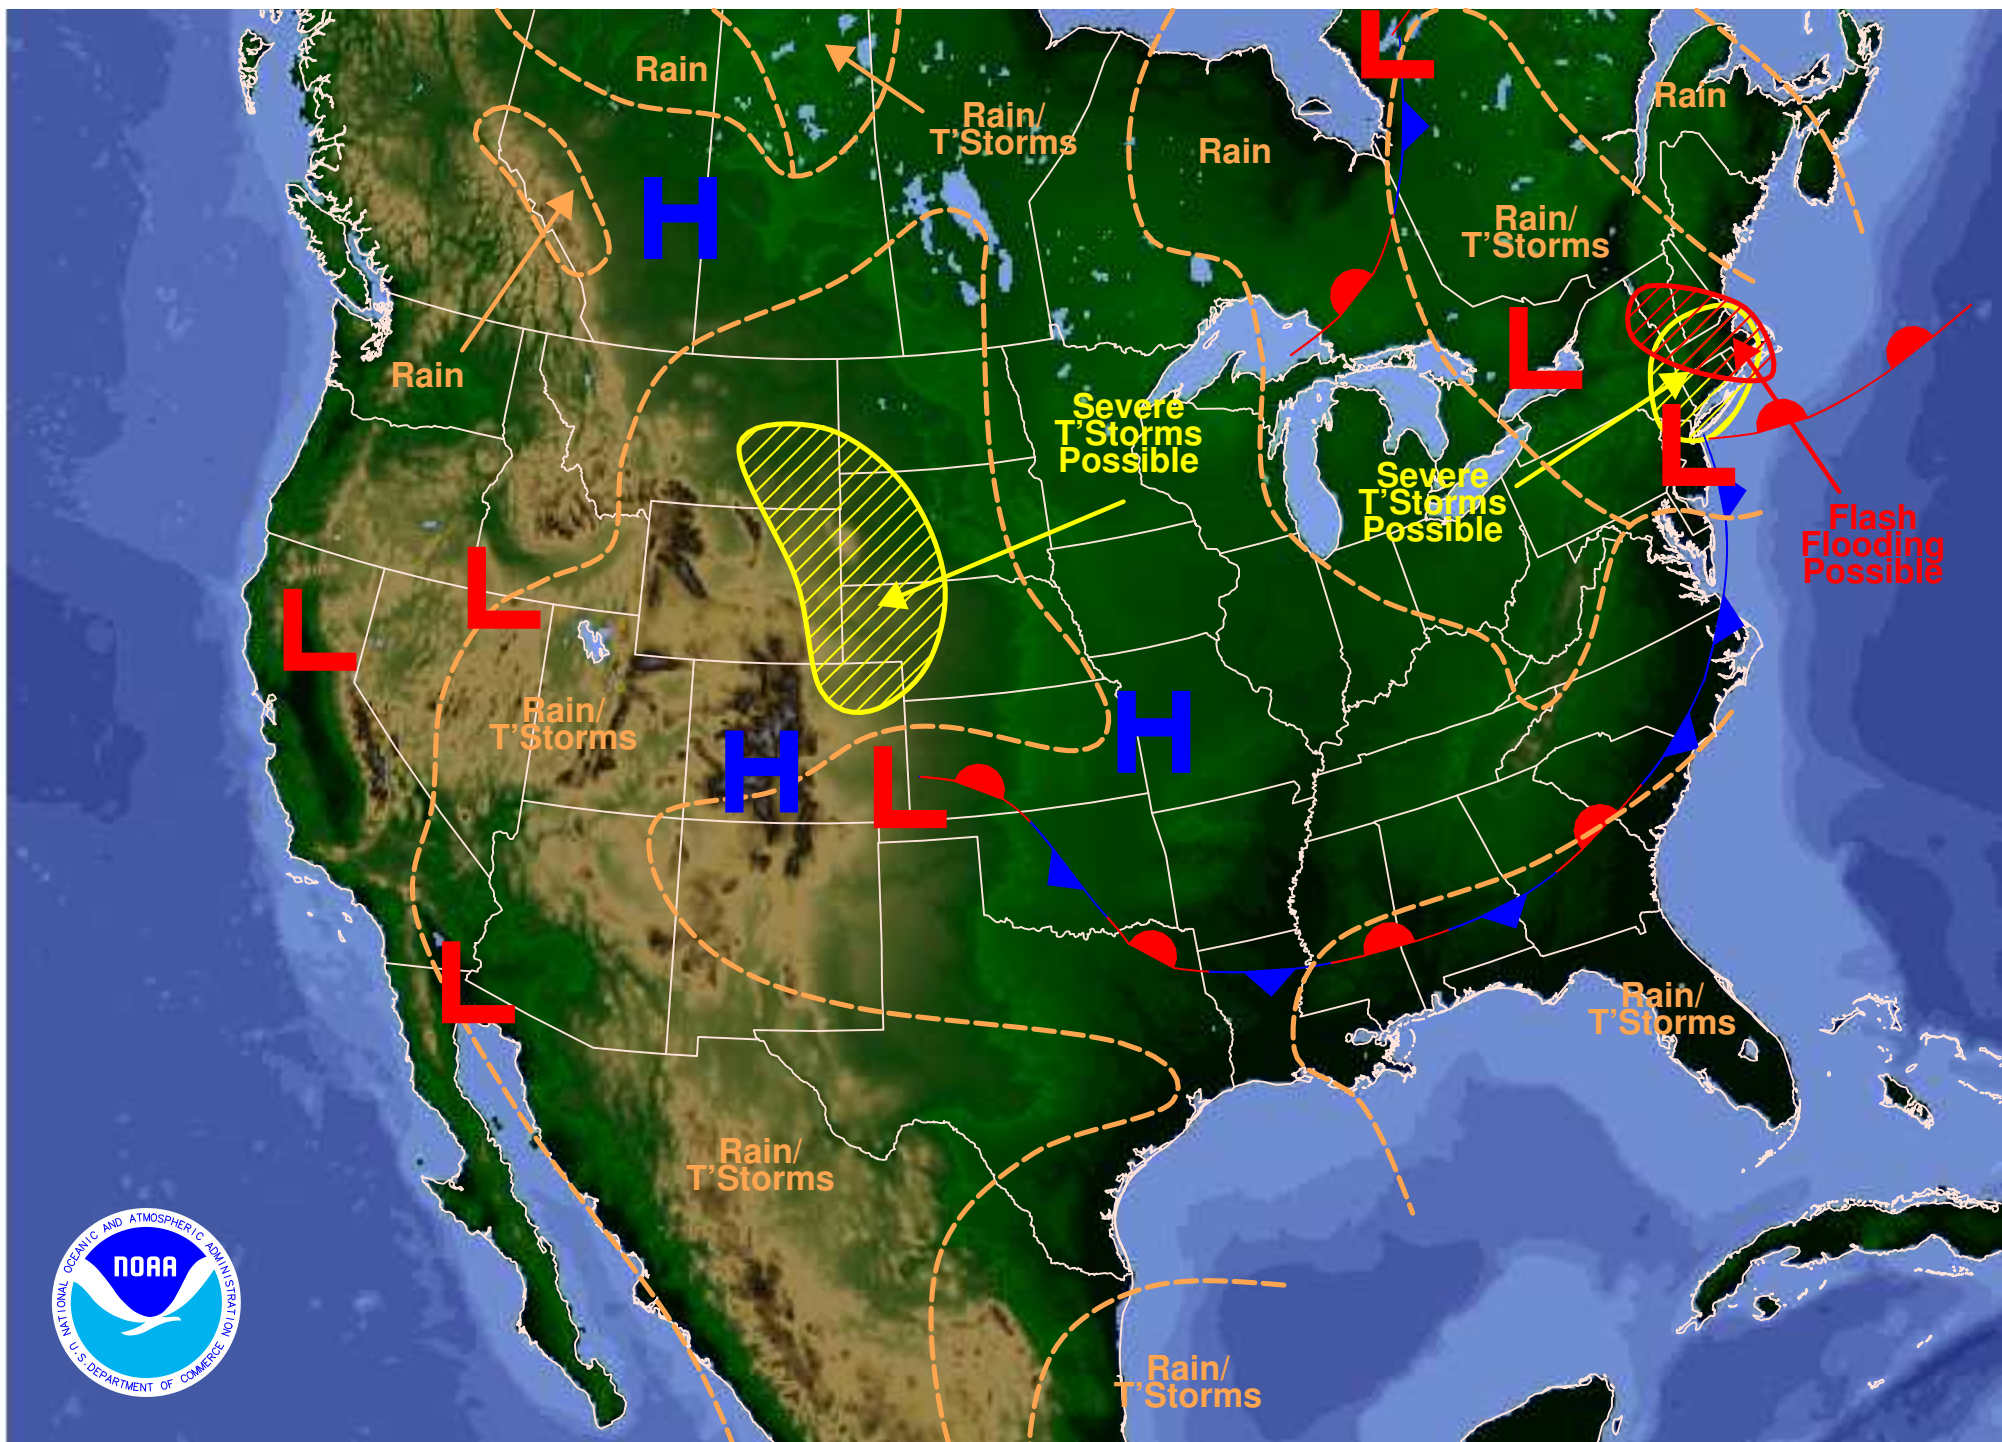 Rain
Rain/
T'Storms
Rain
Rain
Rain/
T'Storms
Rain
Severe
T'Storms
Possible
Severe
T'Storms
Possible
Flash
Flooding
Possible
Rain/
T'Storms
Rain/
T'Storms
Rain/
T'Storms
Rain/
T'Storms
H
H
H
L
L
L
L
L
L
L
L
NATIONAL OCEANIC AND ATMOSPHERIC ADMINISTRATION
NOAA
U.S. DEPARTMENT OF COMMERCE